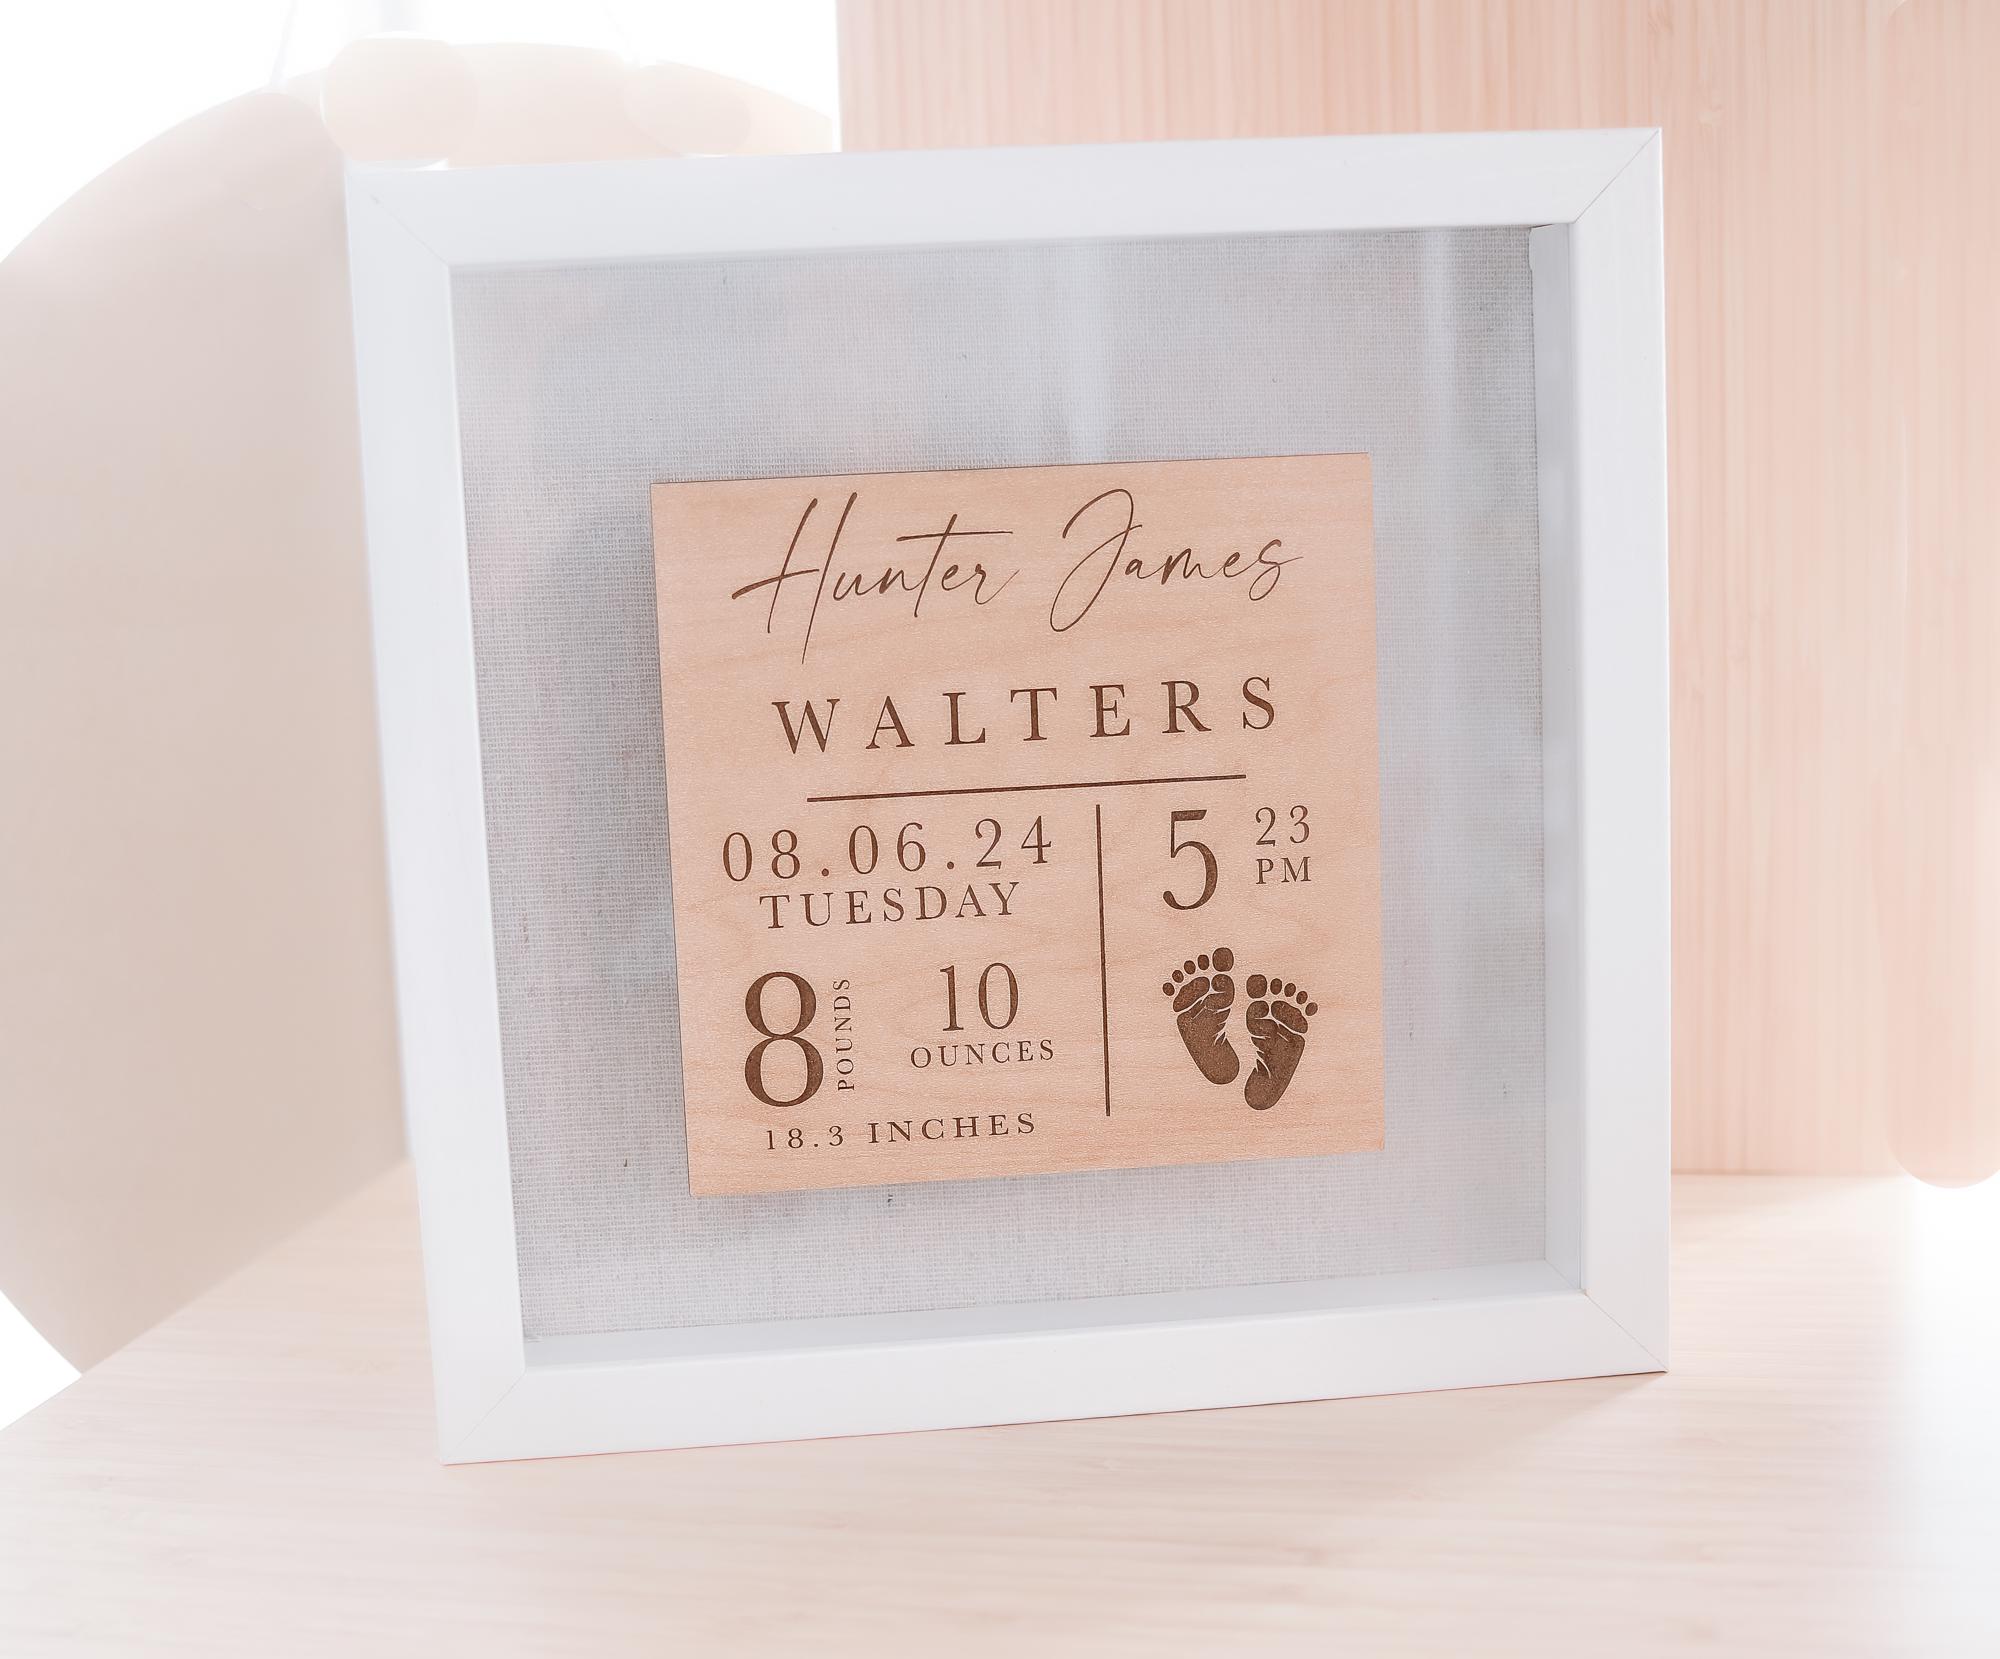 Hunter James
WALTERS
08.06.24
TUESDAY
5 23 PM
8 POUNDS
10 OUNCES
18.3 INCHES